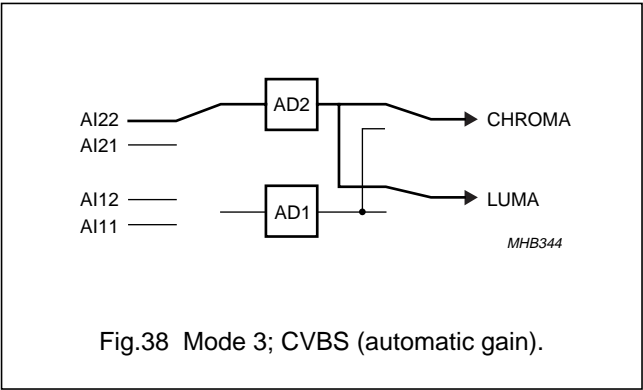 AD2
AI22
CHROMA
AI21
AI12
LUMA
AD1
AI11
MHB344
Fig.38 Mode 3; CVBS (automatic gain).